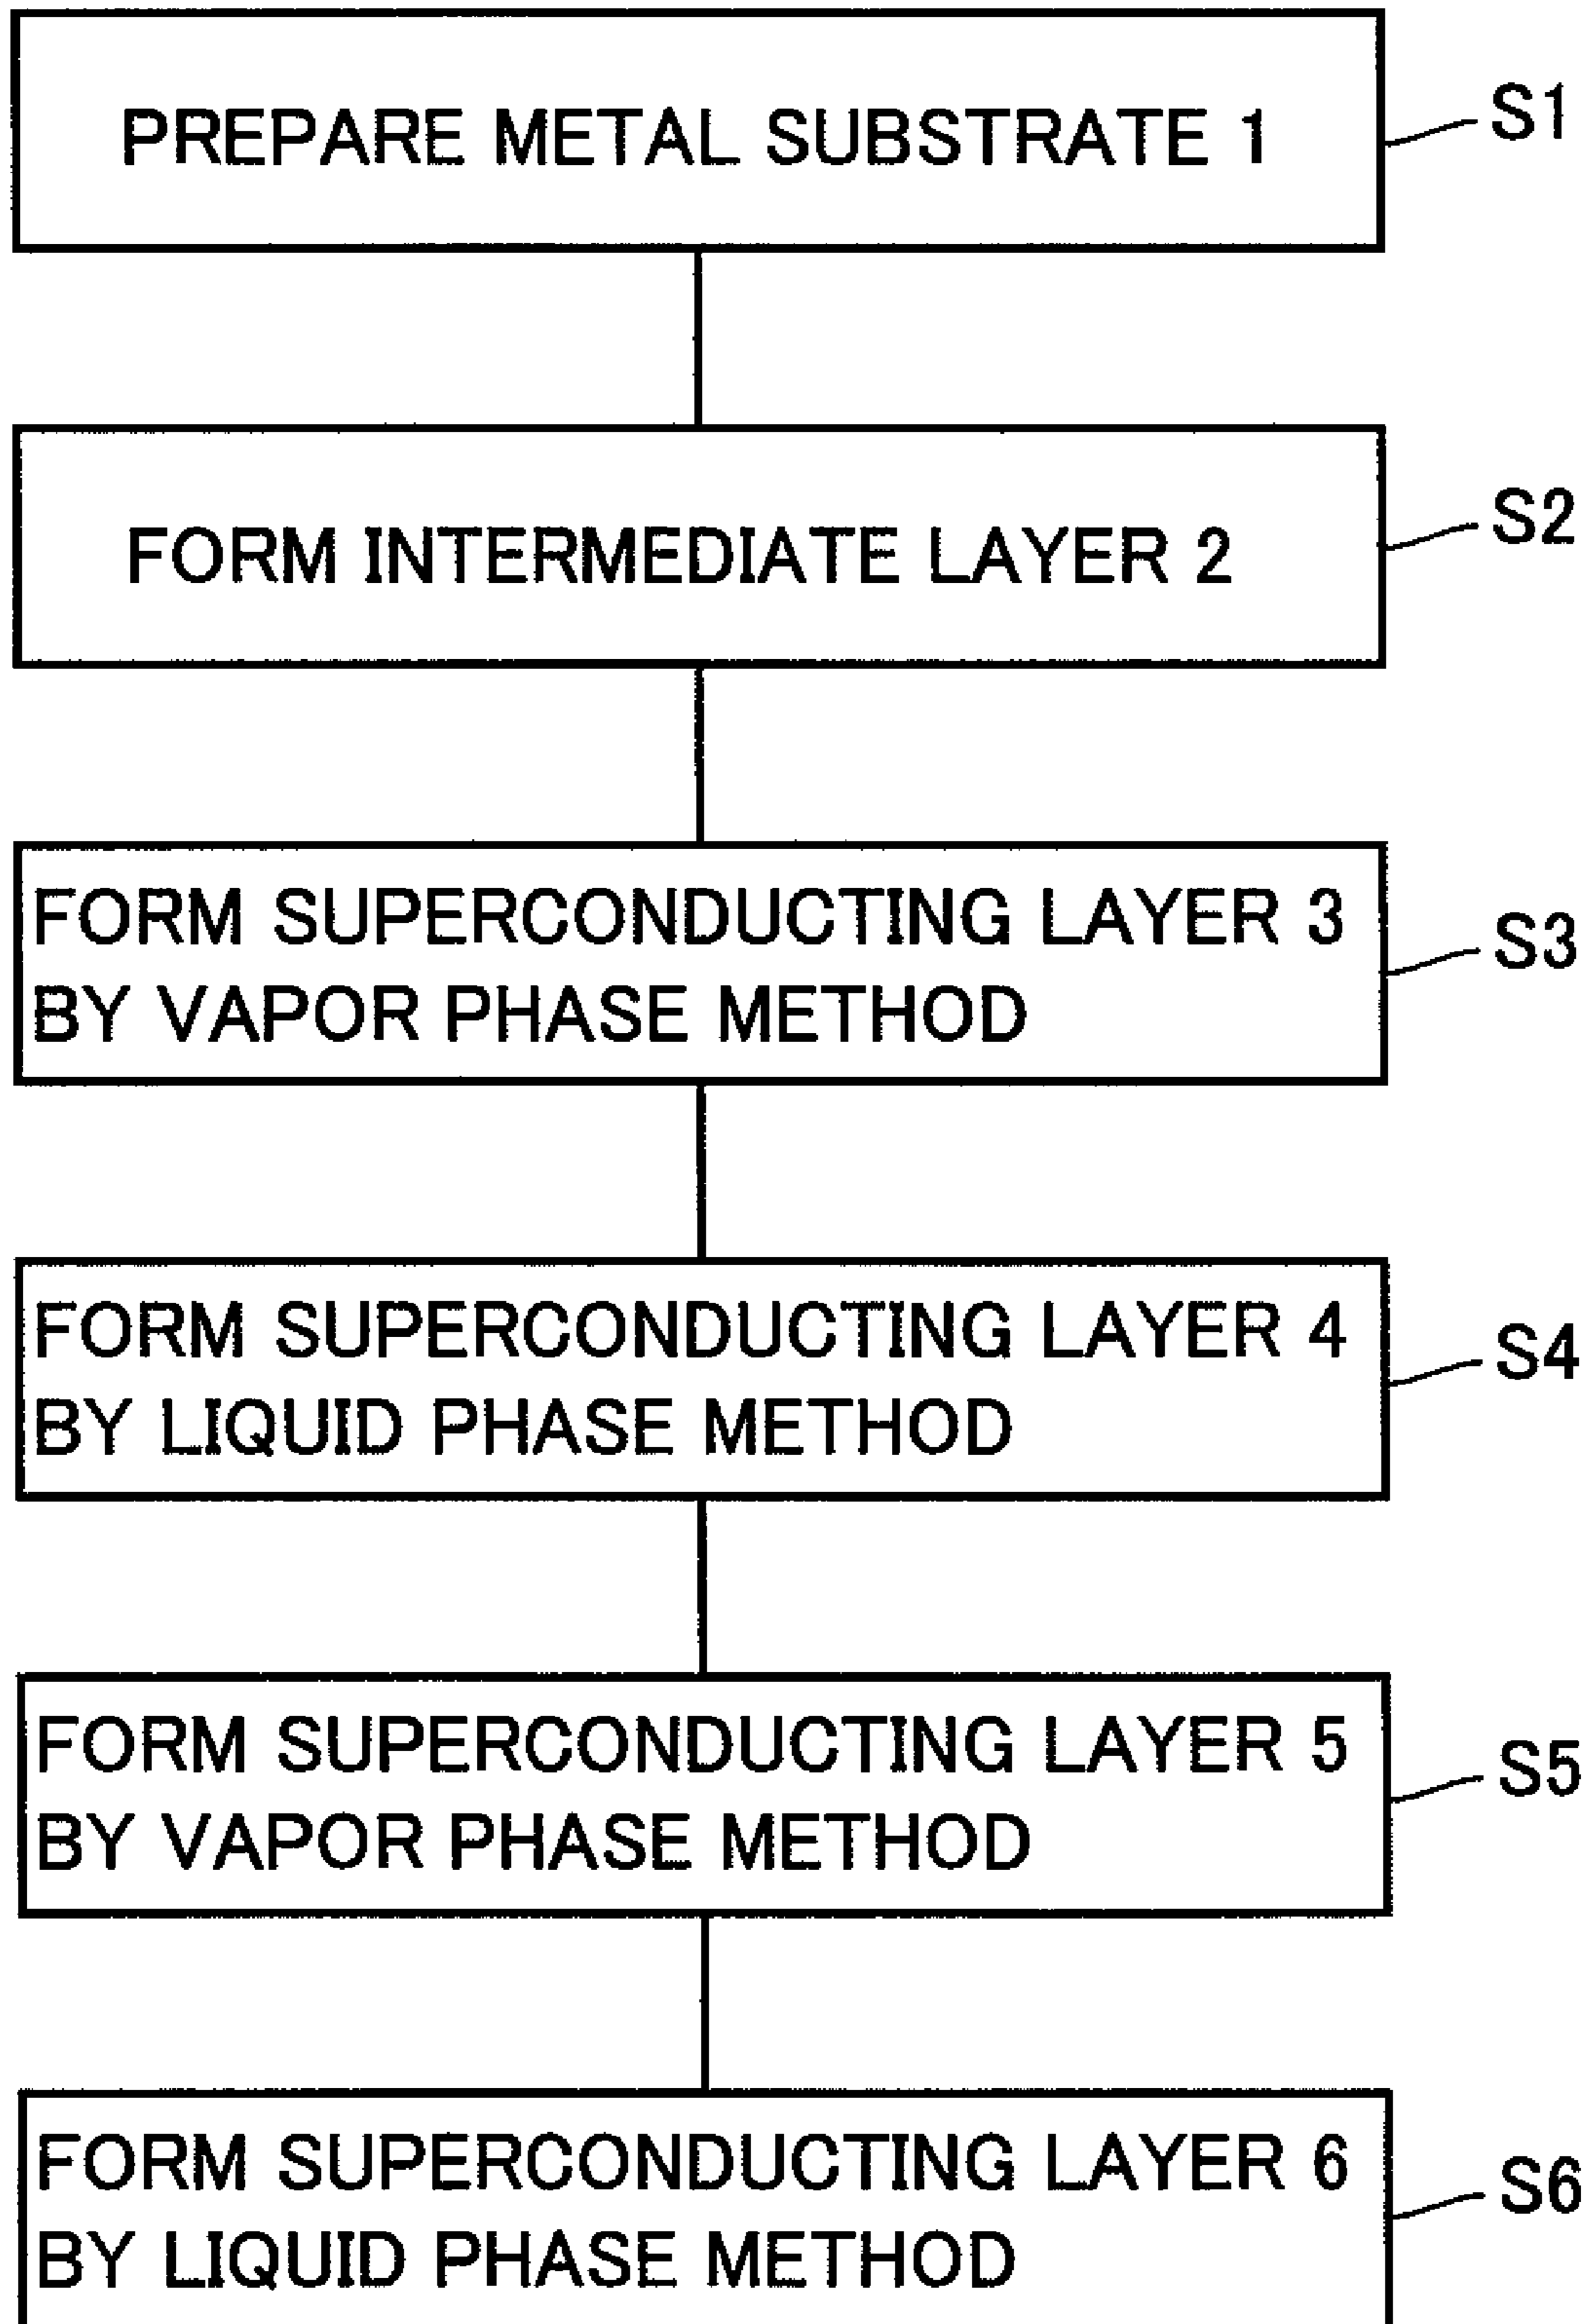 PREPARE METAL SUBSTRATE 1
S1
FORM INTERMEDIATE LAYER 2
S2
FORM SUPERCONDUCTING LAYER 3
BY VAPOR PHASE METHOD
S3
FORM SUPERCONDUCTING LAYER 4
BY LIQUID PHASE METHOD
S4
FORM SUPERCONDUCTING LAYER 5
BY VAPOR PHASE METHOD
S5
FORM SUPERCONDUCTING LAYER 6
BY LIQUID PHASE METHOD
S6